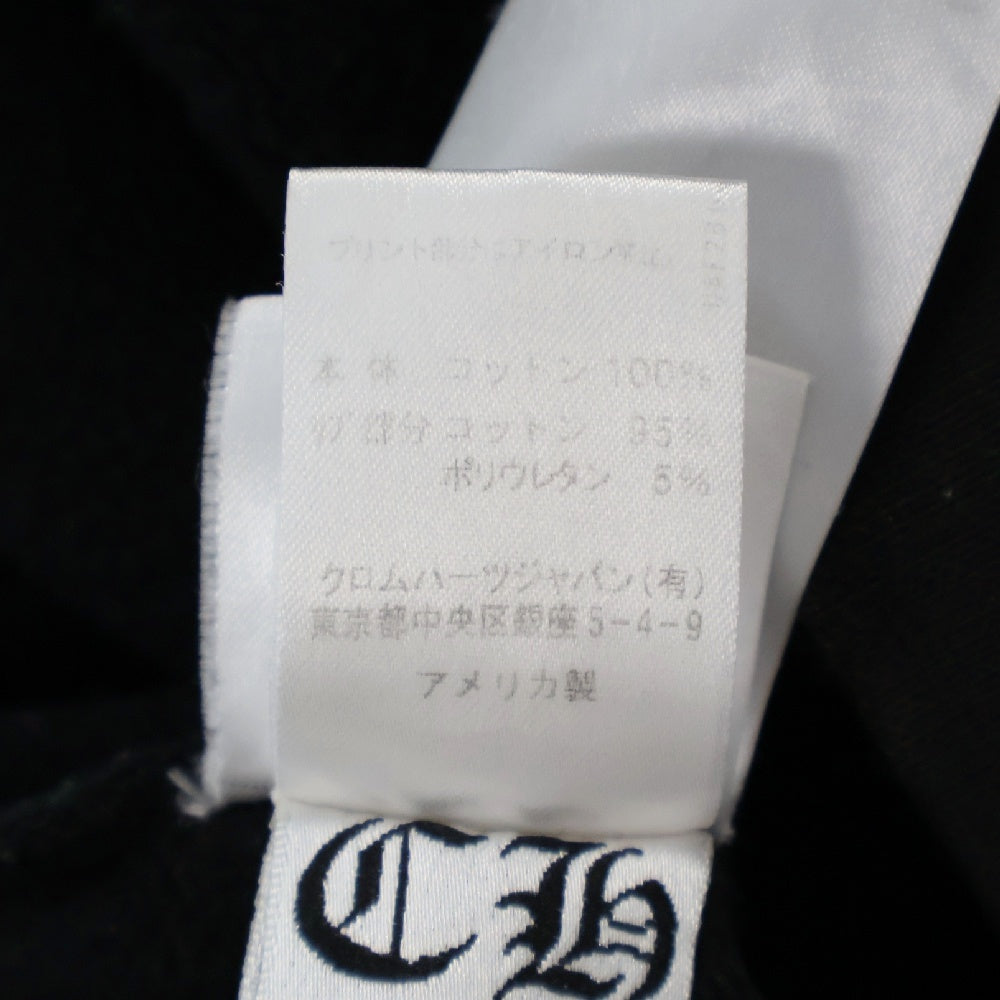 プリント部分はアイロン禁止
本体 コットン 100%
リブ部分 コットン 95%
ポリウレタン 5%
クロムハーツジャパン(有)
東京都中央区銀座5-4-9
アメリカ製
CH